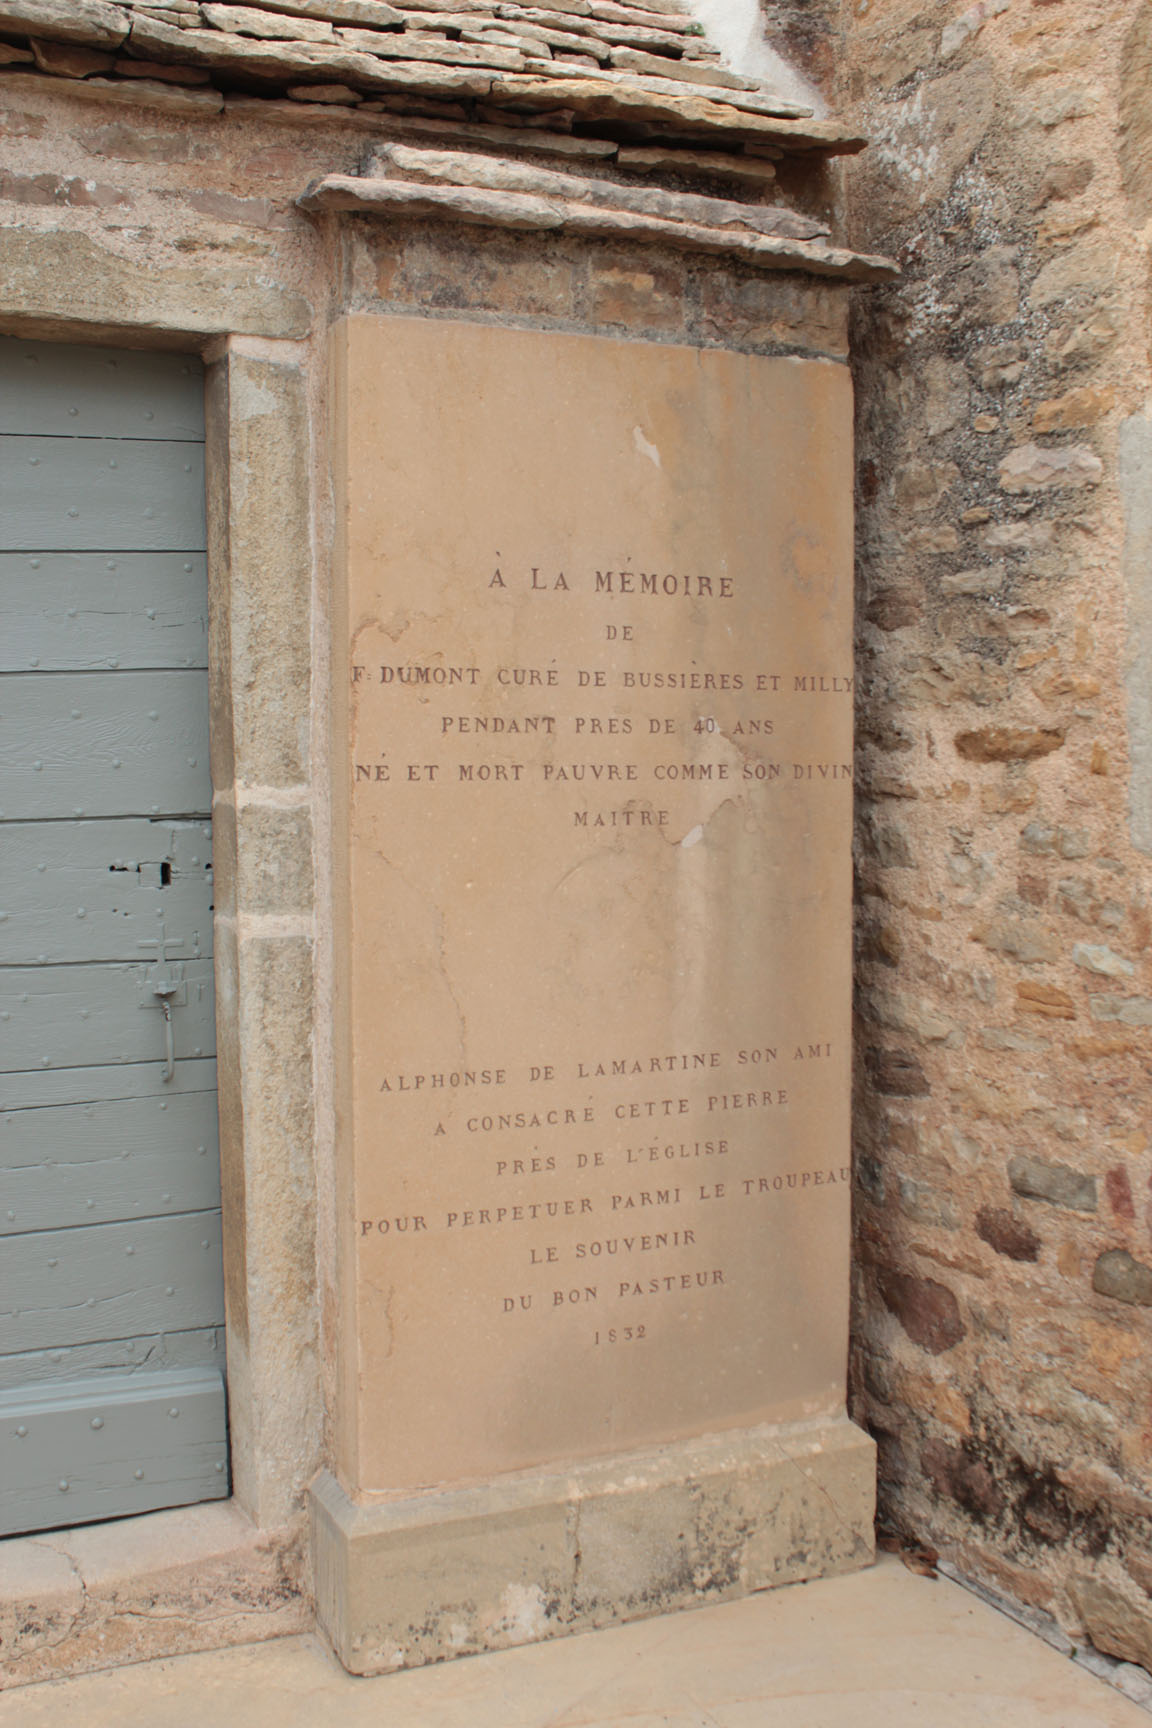 À LA MÉMOIRE
DE
F= DUMONT CURÉ DE BUSSIÈRES ET MILLY
PENDANT PRES DE 40 ANS
NÉ ET MORT PAUVRE COMME SON DIVIN
MAITRE
ALPHONSE DE LAMARTINE SON AMI
A CONSACRÉ CETTE PIERRE
PRÈS DE L'ÉGLISE
POUR PERPETUER PARMI LE TROUPEAU
LE SOUVENIR
DU BON PASTEUR
1832